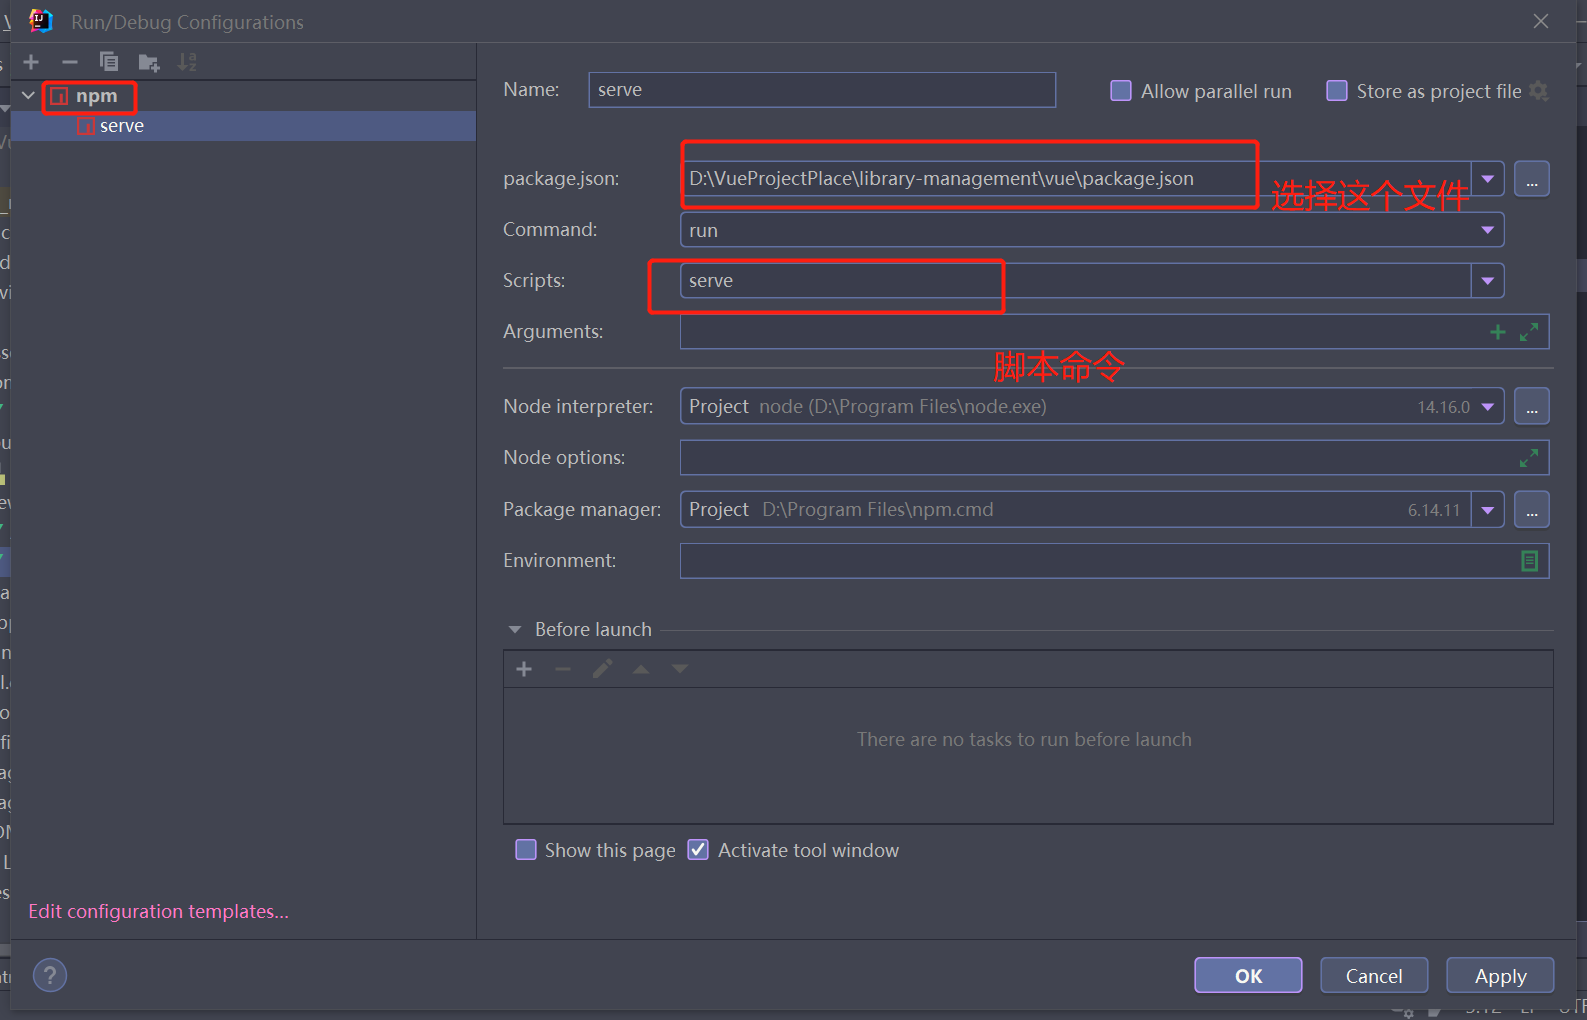 Run/Debug Configurations
npm
serve
Name: serve Allow parallel run Store as project file
package.json: D:\VueProjectPlace\library-management\vue\package.json ...
选择这个文件
Command: run
Scripts: serve
Arguments:
脚本命令
Node interpreter: Project node (D:\Program Files\node.exe) 14.16.0 ...
Node options:
Package manager: Project D:\Program Files\npm.cmd 6.14.11 ...
Environment:
Before launch
There are no tasks to run before launch
Show this page Activate tool window
Edit configuration templates...
? OK Cancel Apply